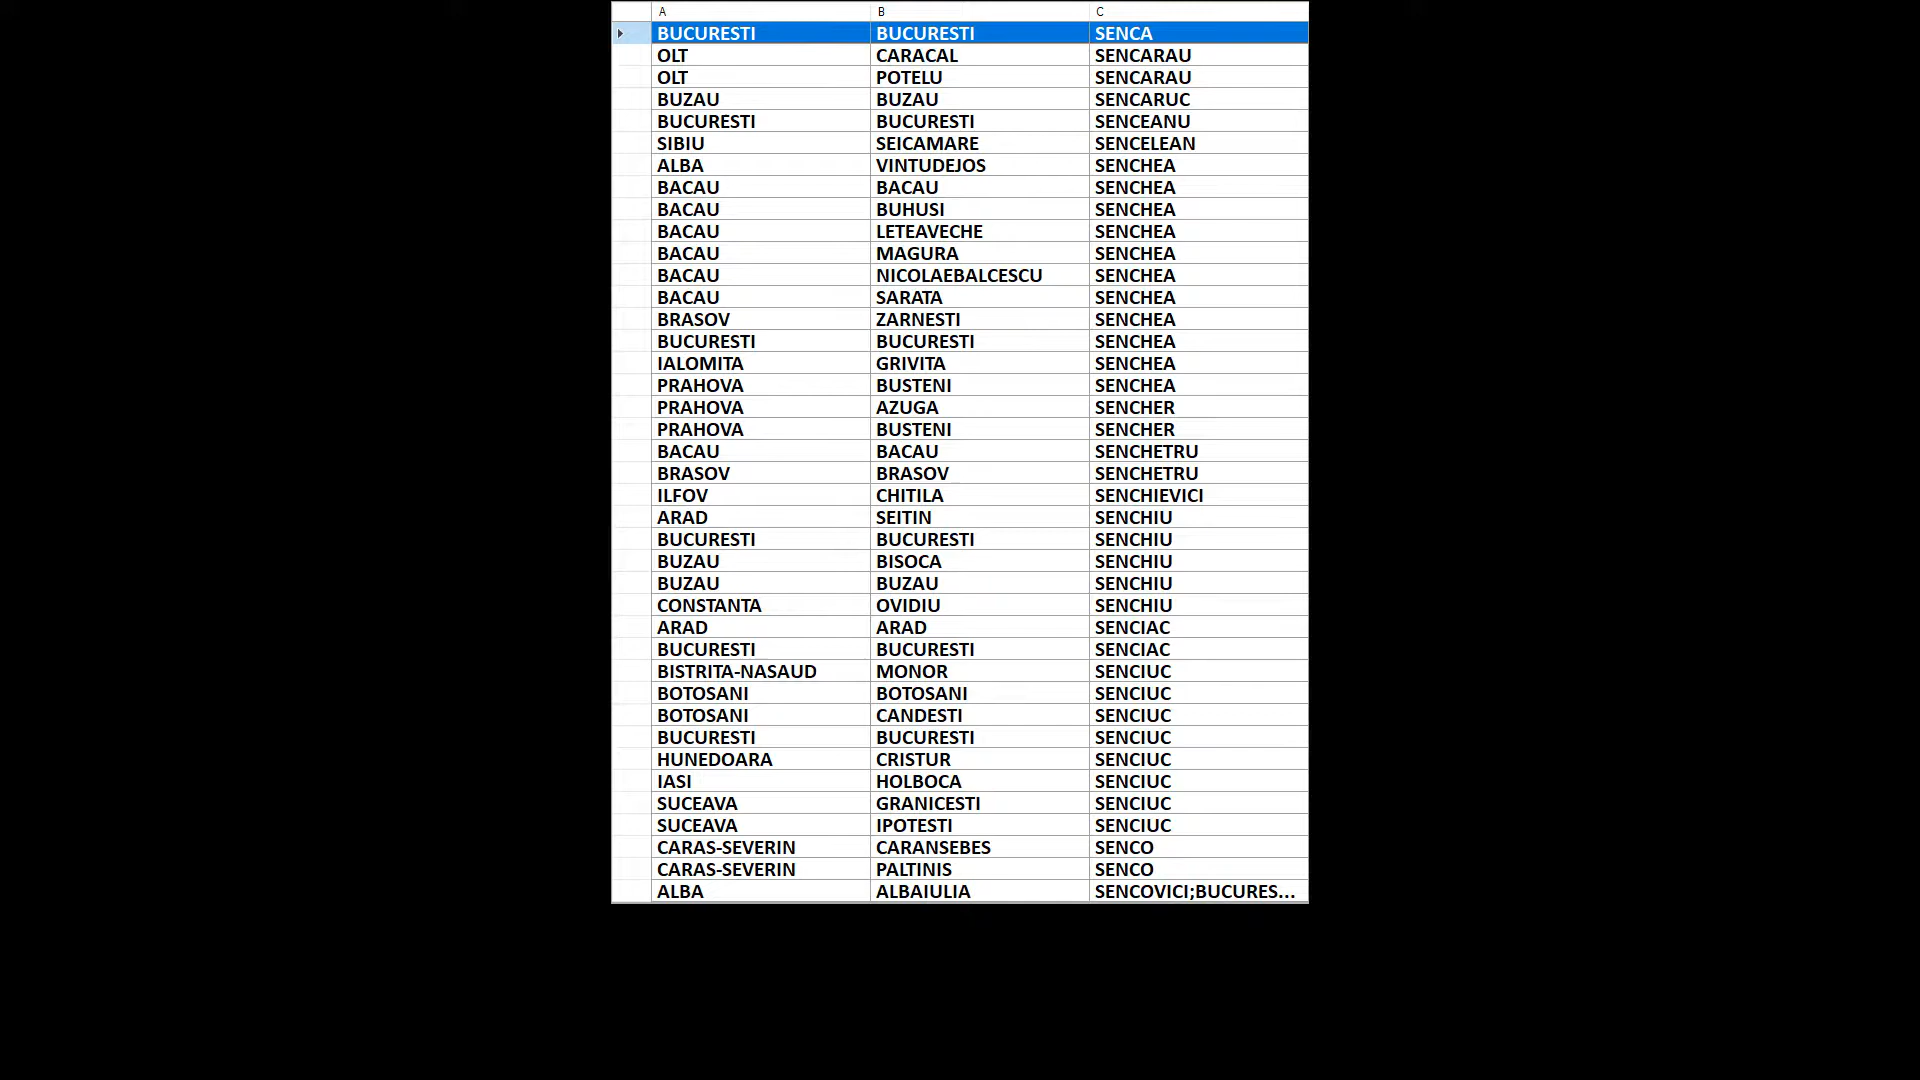 A B C
BUCURESTI BUCURESTI SENCA
OLT CARACAL SENCARAU
OLT POTELU SENCARAU
BUZAU BUZAU SENCARUC
BUCURESTI BUCURESTI SENCEANU
SIBIU SEICAMARE SENCELEAN
ALBA VINTUDEJOS SENCHEA
BACAU BACAU SENCHEA
BACAU BUHUSI SENCHEA
BACAU LETEAVECHE SENCHEA
BACAU MAGURA SENCHEA
BACAU NICOLAEBALCESCU SENCHEA
BACAU SARATA SENCHEA
BRASOV ZARNESTI SENCHEA
BUCURESTI BUCURESTI SENCHEA
IALOMITA GRIVITA SENCHEA
PRAHOVA BUSTENI SENCHEA
PRAHOVA AZUGA SENCHER
PRAHOVA BUSTENI SENCHER
BACAU BACAU SENCHETRU
BRASOV BRASOV SENCHETRU
ILFOV CHITILA SENCHIEVICI
ARAD SEITIN SENCHIU
BUCURESTI BUCURESTI SENCHIU
BUZAU BISOCA SENCHIU
BUZAU BUZAU SENCHIU
CONSTANTA OVIDIU SENCHIU
ARAD ARAD SENCIAC
BUCURESTI BUCURESTI SENCIAC
BISTRITA-NASAUD MONOR SENCIUC
BOTOSANI BOTOSANI SENCIUC
BOTOSANI CANDESTI SENCIUC
BUCURESTI BUCURESTI SENCIUC
HUNEDOARA CRISTUR SENCIUC
IASI HOLBOCA SENCIUC
SUCEAVA GRANICESTI SENCIUC
SUCEAVA IPOTESTI SENCIUC
CARAS-SEVERIN CARANSEBES SENCO
CARAS-SEVERIN PALTINIS SENCO
ALBA ALBAIULIA SENCOVICI;BUCURES...